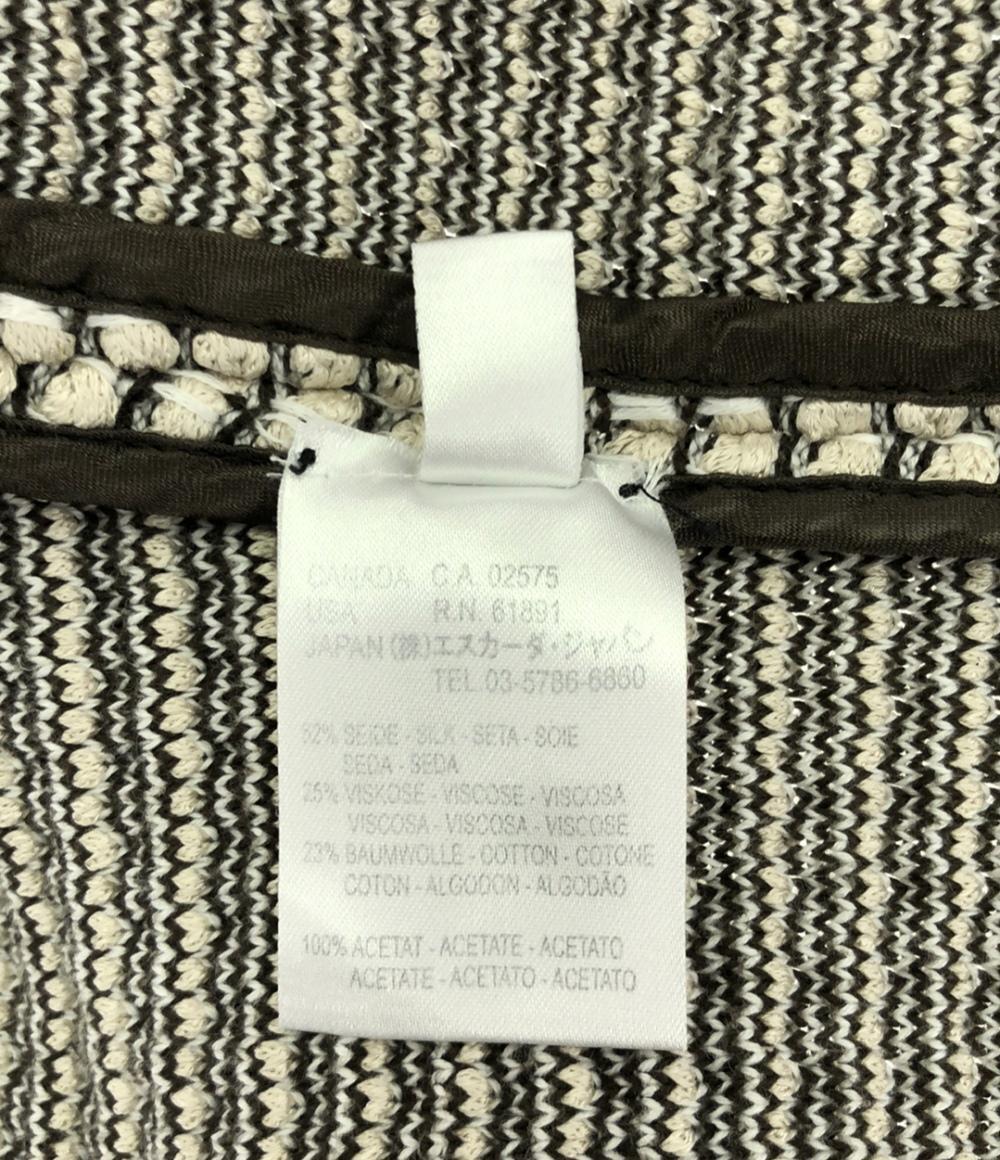 CANADA C.A. 02575
USA R.N. 61891
JAPAN (株)エスカーダ・ジャパン
TEL.03-5786-6860
52% SEIDE - SILK - SETA - SOIE
SEDA - SEDA
25% VISKOSE - VISCOSE - VISCOSA
VISCOSA - VISCOSA - VISCOSE
23% BAUMWOLLE - COTTON - COTONE
COTON - ALGODON - ALGODÃO
100% ACETAT - ACETATE - ACETATO
ACETATE - ACETATO - ACETATO